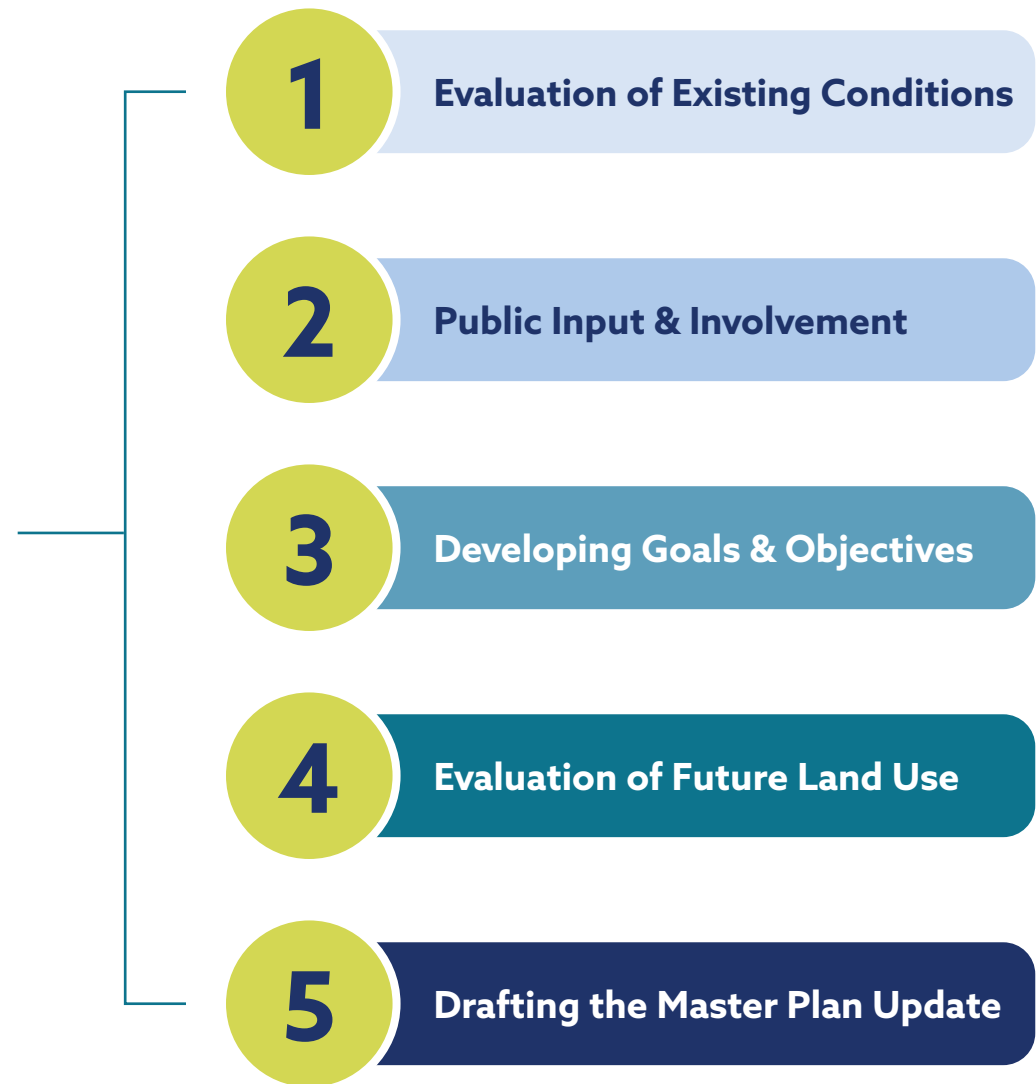 1
Evaluation of Existing Conditions
2
Public Input & Involvement
3
Developing Goals & Objectives
4
Evaluation of Future Land Use
5
Drafting the Master Plan Update